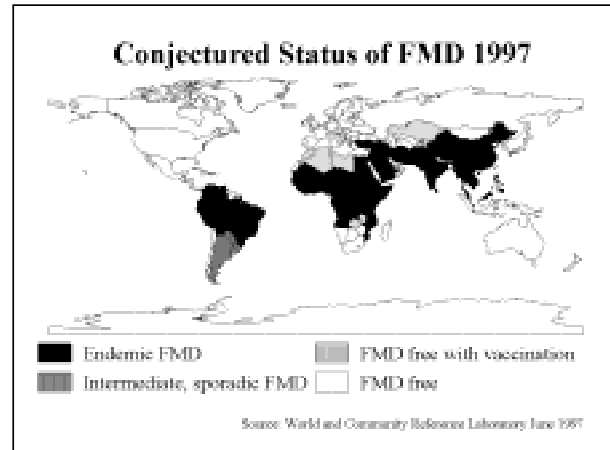 Conjectured Status of FMD 1997
Endemic FMD
FMD free with vaccination
Intermediate, sporadic FMD
FMD free
Source: World and Community Reference Laboratory June 1997